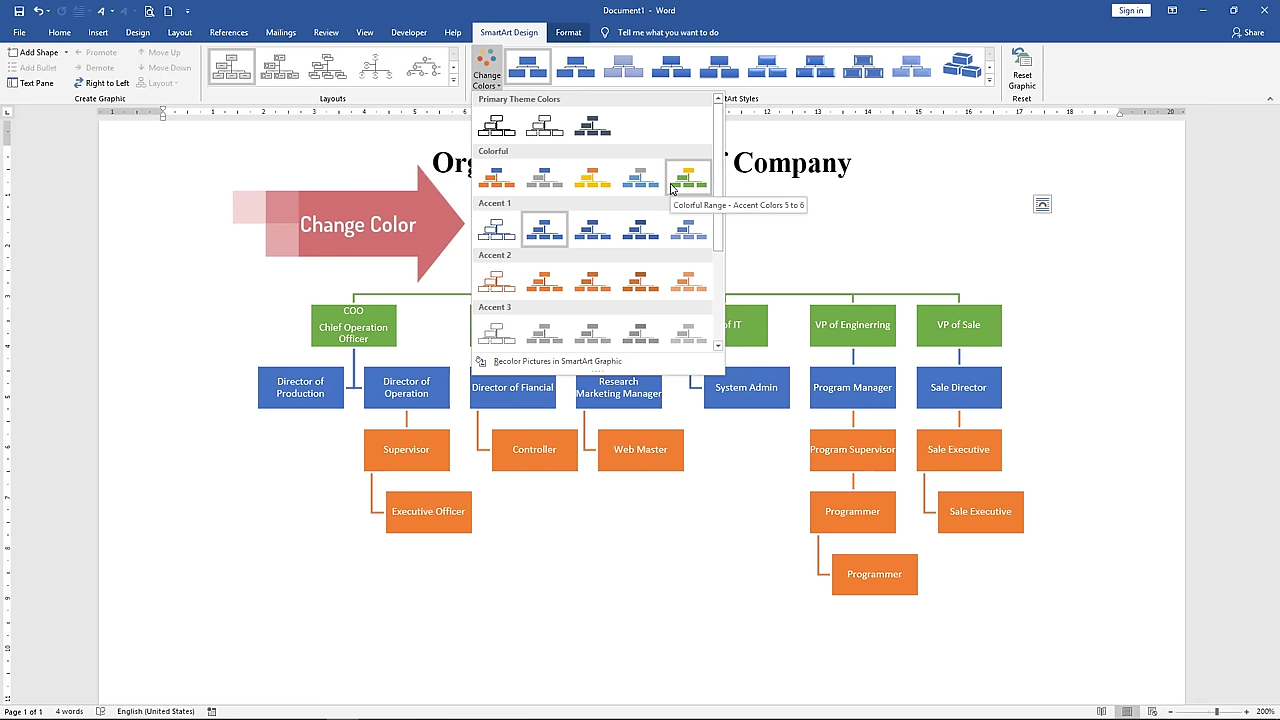 Document1 - Word
Sign in
File Home Insert Design Layout References Mailings Review View Developer Help SmartArt Design Format Tell me what you want to do Share
Add Shape Promote Move Up
Add Bullet Demote Move Down
Text Pane Right to Left Layout
Create Graphic
Layouts
Change
Colors
Reset
Graphic
Reset
Primary Theme Colors
art Styles
Colorful
Colorful Range - Accent Colors 5 to 6
Accent 1
Accent 2
Accent 3
Recolor Pictures in SmartArt Graphic
Company
Change Color
COO
Chief Operation
Officer
of IT
VP of Enginerring
VP of Sale
Director of
Production
Director of
Operation
Director of Fiancial
Research
Marketing Manager
System Admin
Program Manager
Sale Director
Supervisor
Controller
Web Master
Program Supervisor
Sale Executive
Executive Officer
Programmer
Sale Executive
Programmer
Page 1 of 1 4 words English (United States) 200%